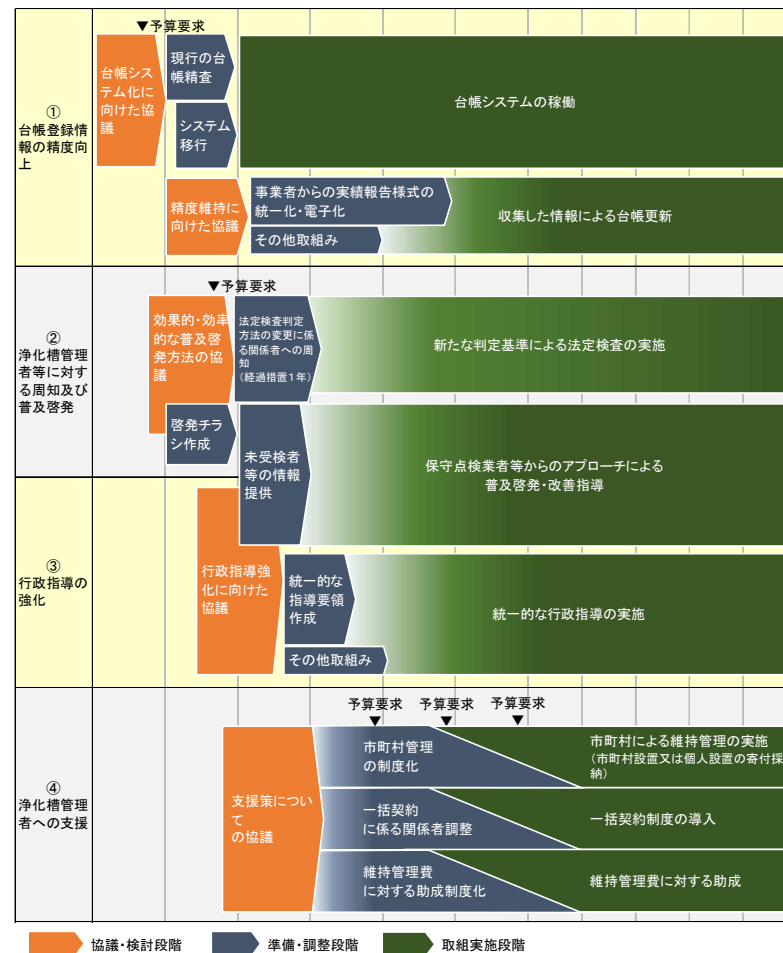 ▼予算要求
①
台帳登録情
報の精度向
上
台帳シス
テム化に
向けた協
議
現行の台
帳精査
システム
移行
台帳システムの稼働
精度維持に
向けた協議
事業者からの実績報告様式の
統一化・電子化
その他取組み
収集した情報による台帳更新
▼予算要求
②
浄化槽管理
者等に対す
る周知及び
普及啓発
効果的・効率
的な普及啓
発方法の協
議
法定検査判定
方法の変更に係
る関係者への周
知
（経過措置１年）
新たな判定基準による法定検査の実施
啓発チラ
シ作成
未受検者
等の情報
提供
保守点検業者等からのアプローチによる
普及啓発・改善指導
③
行政指導の
強化
行政指導強
化に向けた
協議
統一的な
指導要領
作成
その他取組み
統一的な行政指導の実施
予算要求 予算要求 予算要求
▼ ▼ ▼
④
浄化槽管理
者への支援
支援策につい
て
の協議
市町村管理
の制度化
市町村による維持管理の実施
（市町村設置又は個人設置の寄付採
納）
一括契約
に係る関係者調整
一括契約制度の導入
維持管理費
に対する助成制度化
維持管理費に対する助成
協議・検討段階
準備・調整段階
取組実施段階